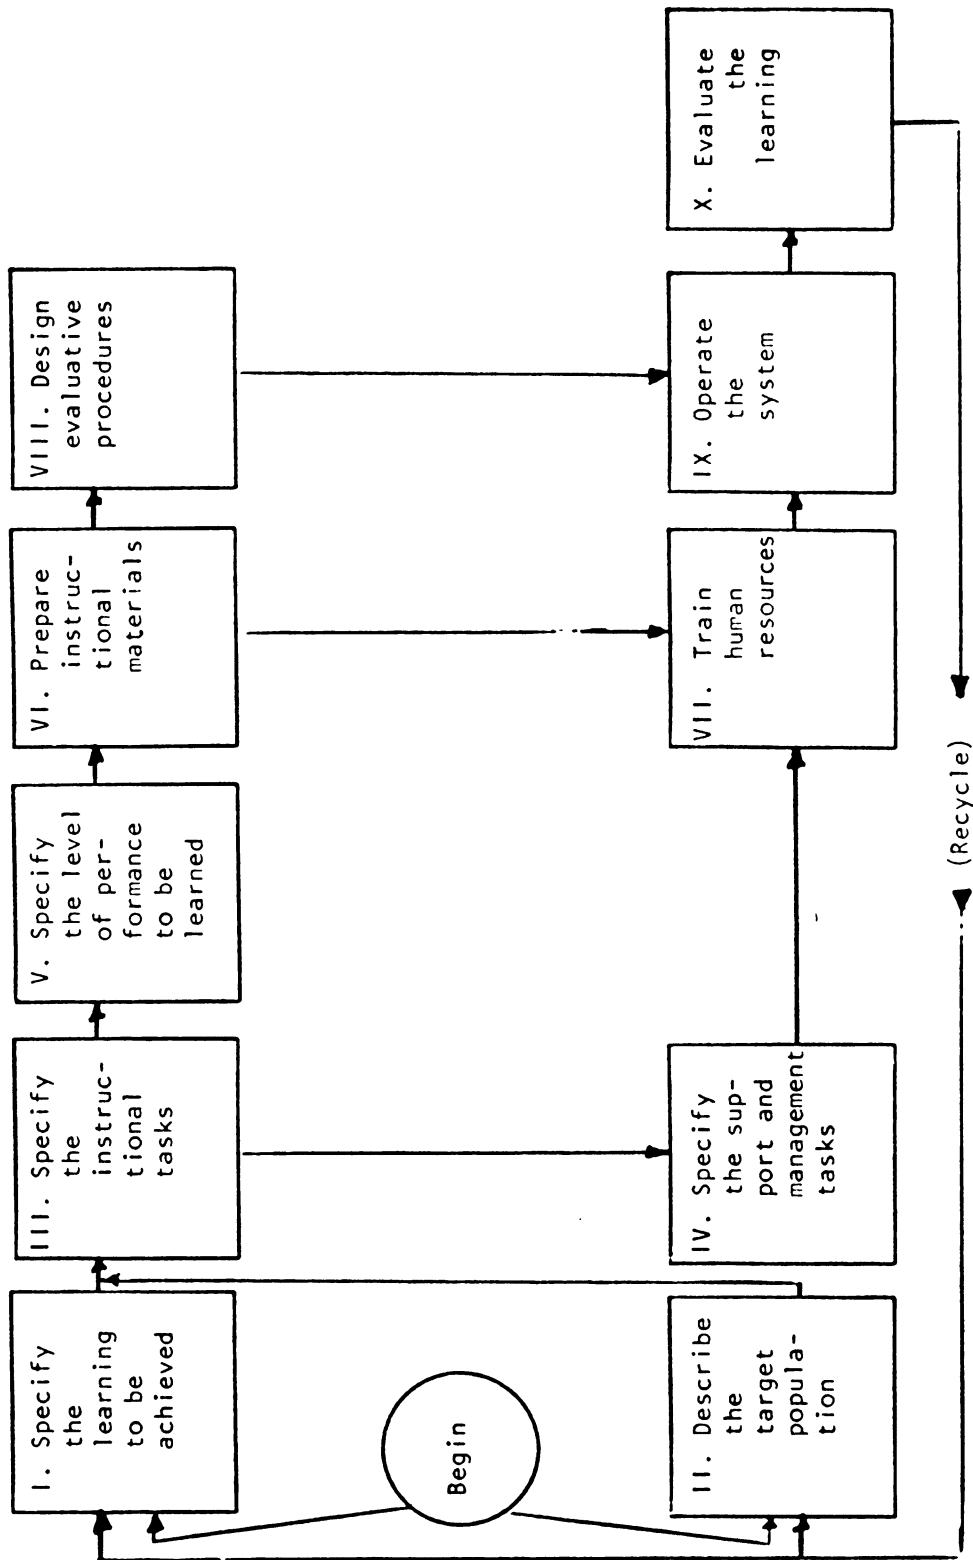 I. Specify
the
learning
to be
achieved
III. Specify
the
instruc-
tional
tasks
V. Specify
the level
of per-
formance
to be
learned
VI. Prepare
instruc-
tional
materials
VIII. Design
evaluative
procedures
Begin
II. Describe
the
target
popula-
tion
IV. Specify
the sup-
port and
management
tasks
VII. Train
human
resources
IX. Operate
the
system
X. Evaluate
the
learning
(Recycle)